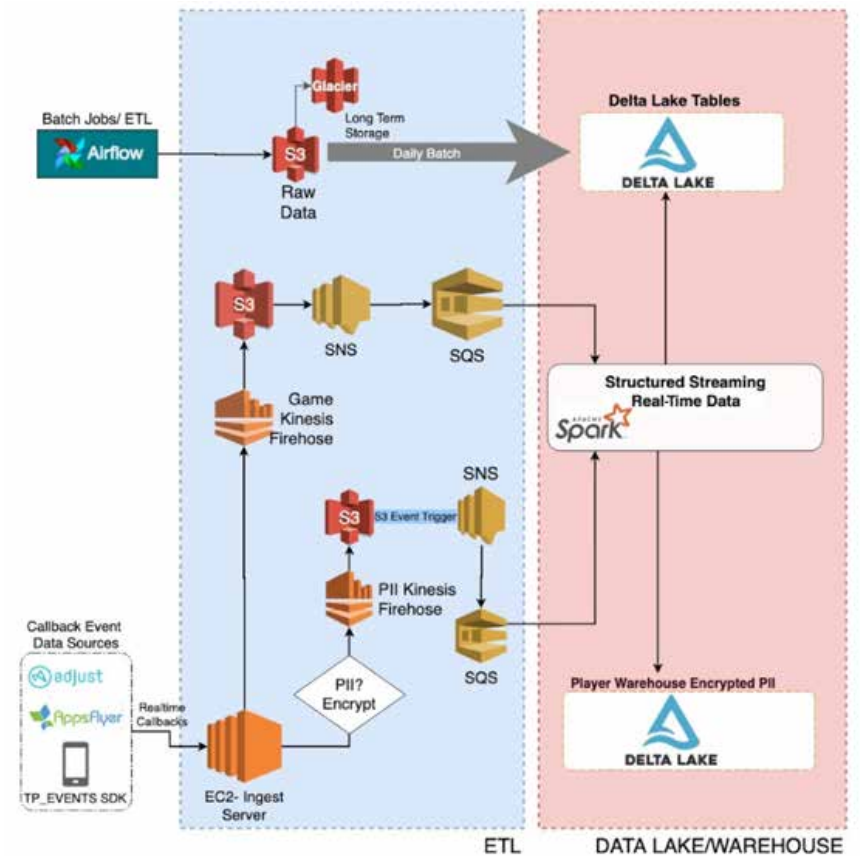 Batch Jobs/ ETL
Airflow
Glacier
Long Term
Storage
S3
Raw
Data
Daily Batch
Delta Lake Tables
DELTA LAKE
S3
SNS
SQS
Game
Kinesis
Firehose
Structured Streaming
Real-Time Data
APACHE
Spark
SNS
S3
S3 Event Trigger
PII Kinesis
Firehose
SQS
Callback Event
Data Sources
adjust
AppsFlyer
TP_EVENTS SDK
Realtime
Callbacks
PII?
Encrypt
EC2- Ingest
Server
Player Warehouse Encrypted PII
DELTA LAKE
ETL
DATA LAKE/WAREHOUSE